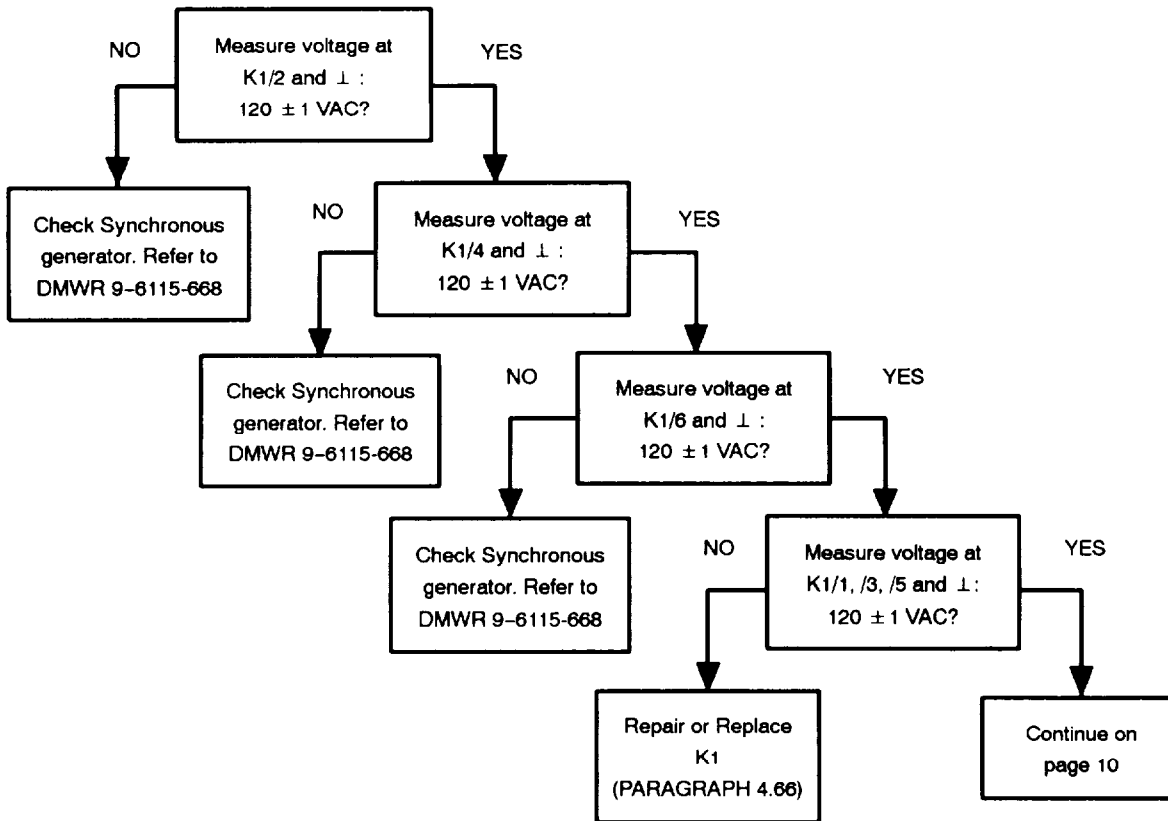 NO
Measure voltage at
K1/2 and ⊥ :
120 ± 1 VAC?
YES
Check Synchronous
generator. Refer to
DMWR 9–6115-668
NO
Measure voltage at
K1/4 and ⊥ :
120 ± 1 VAC?
YES
Check Synchronous
generator. Refer to
DMWR 9–6115-668
NO
Measure voltage at
K1/6 and ⊥ :
120 ± 1 VAC?
YES
Check Synchronous
generator. Refer to
DMWR 9–6115-668
NO
Measure voltage at
K1/1, /3, /5 and ⊥:
120 ± 1 VAC?
YES
Repair or Replace
K1
(PARAGRAPH 4.66)
Continue on
page 10